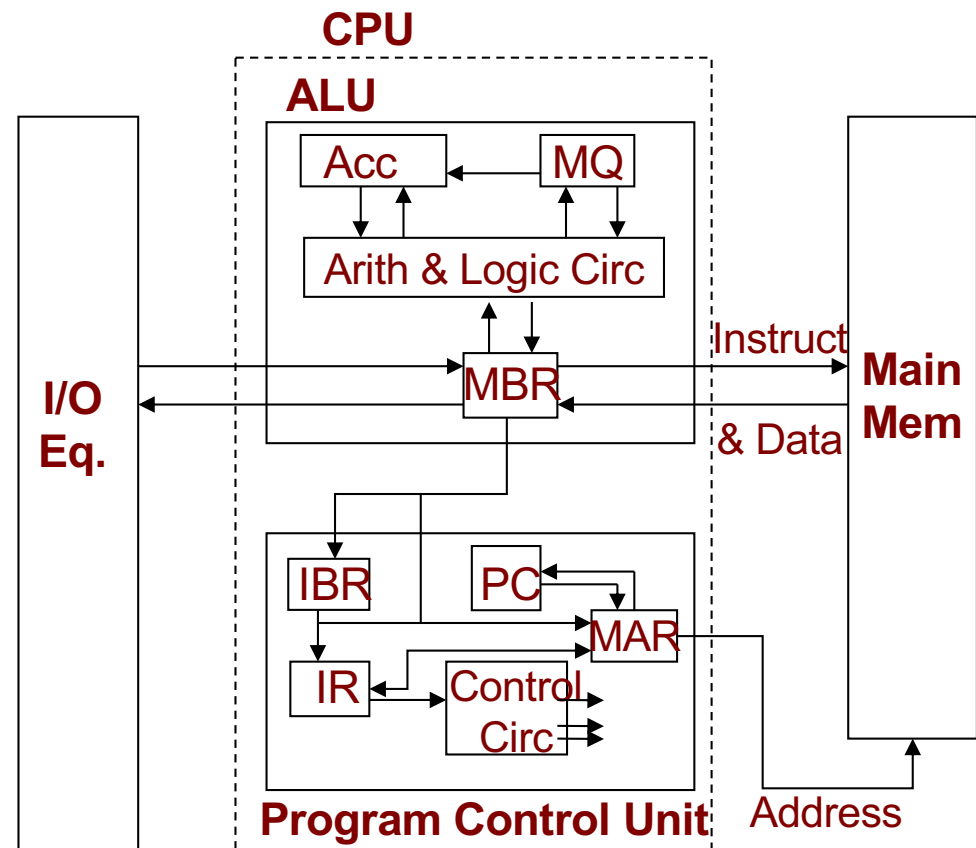 CPU
ALU
Acc
MQ
Arith & Logic Circ
MBR
I/O
Eq.
Instruct
& Data
Main
Mem
IBR
PC
MAR
IR
Control
Circ
Program Control Unit
Address